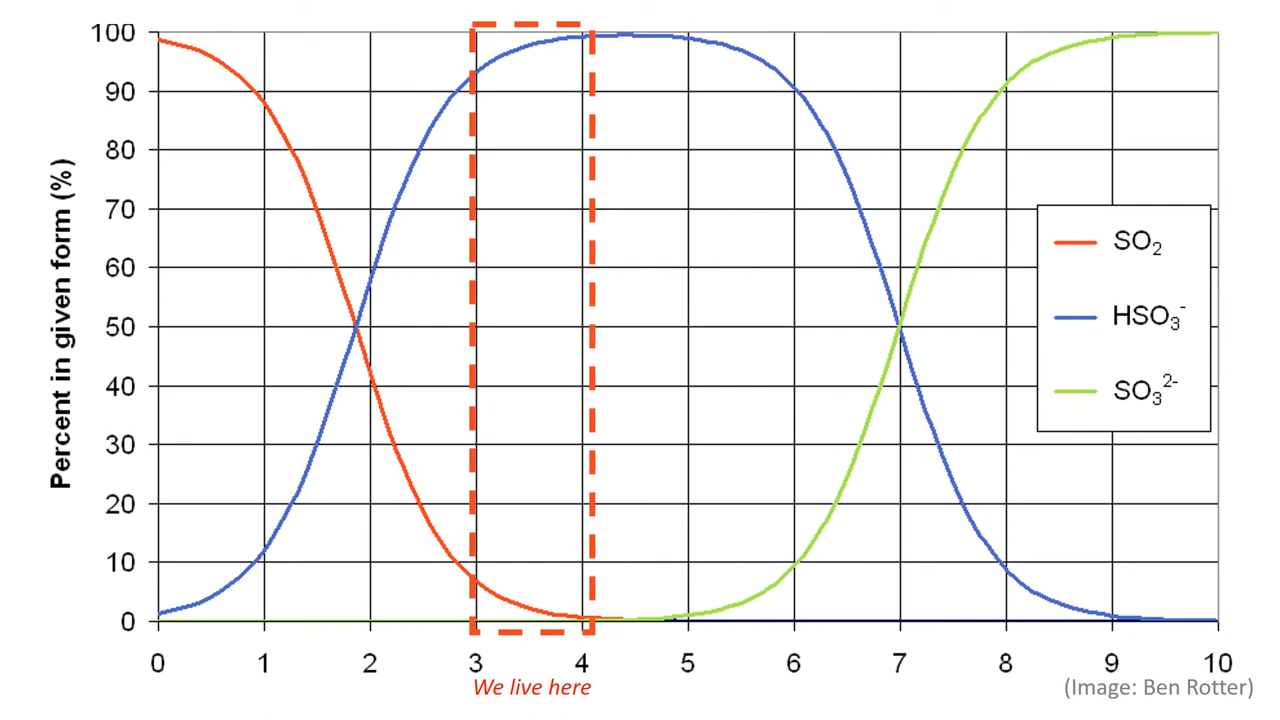 Percent in given form (%)
100
90
80
70
60
50
40
30
20
10
0
SO₂
HSO₃⁻
SO₃²⁻
0 1 2 3 4 5 6 7 8 9 10
We live here
(Image: Ben Rotter)